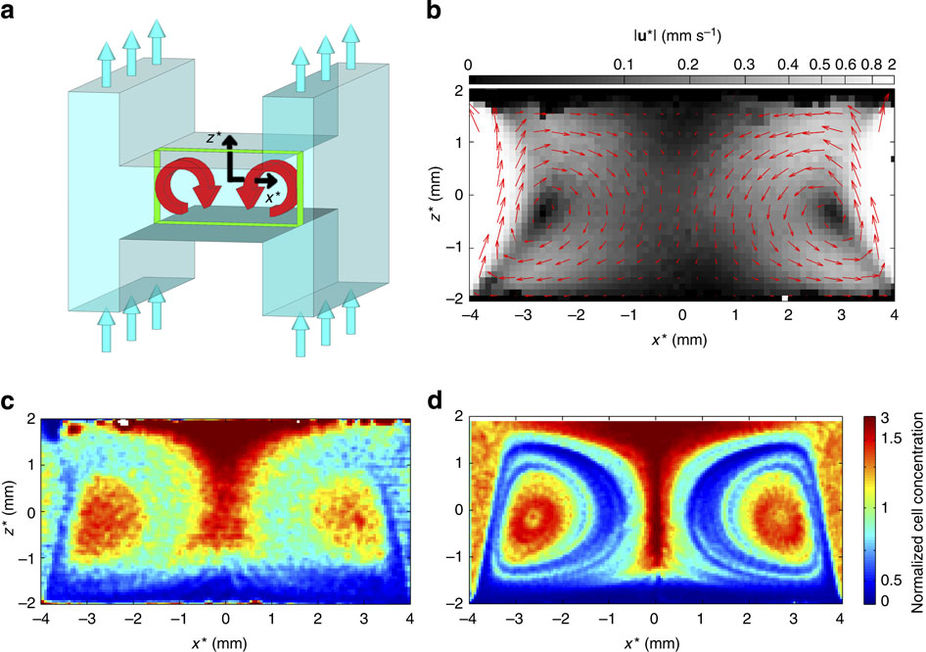 a
z*
x*
b
|u*| (mm s⁻¹)
0 0.1 0.2 0.3 0.4 0.5 0.6 0.8 2
2
1
0
−1
−2
z* (mm)
−4 −3 −2 −1 0 1 2 3 4
x* (mm)
c
2
1
0
−1
−2
z* (mm)
−4 −3 −2 −1 0 1 2 3 4
x* (mm)
d
2
1
0
−1
−2
−4 −3 −2 −1 0 1 2 3 4
x* (mm)
3
1.5
1
0.5
0
Normalized cell concentration